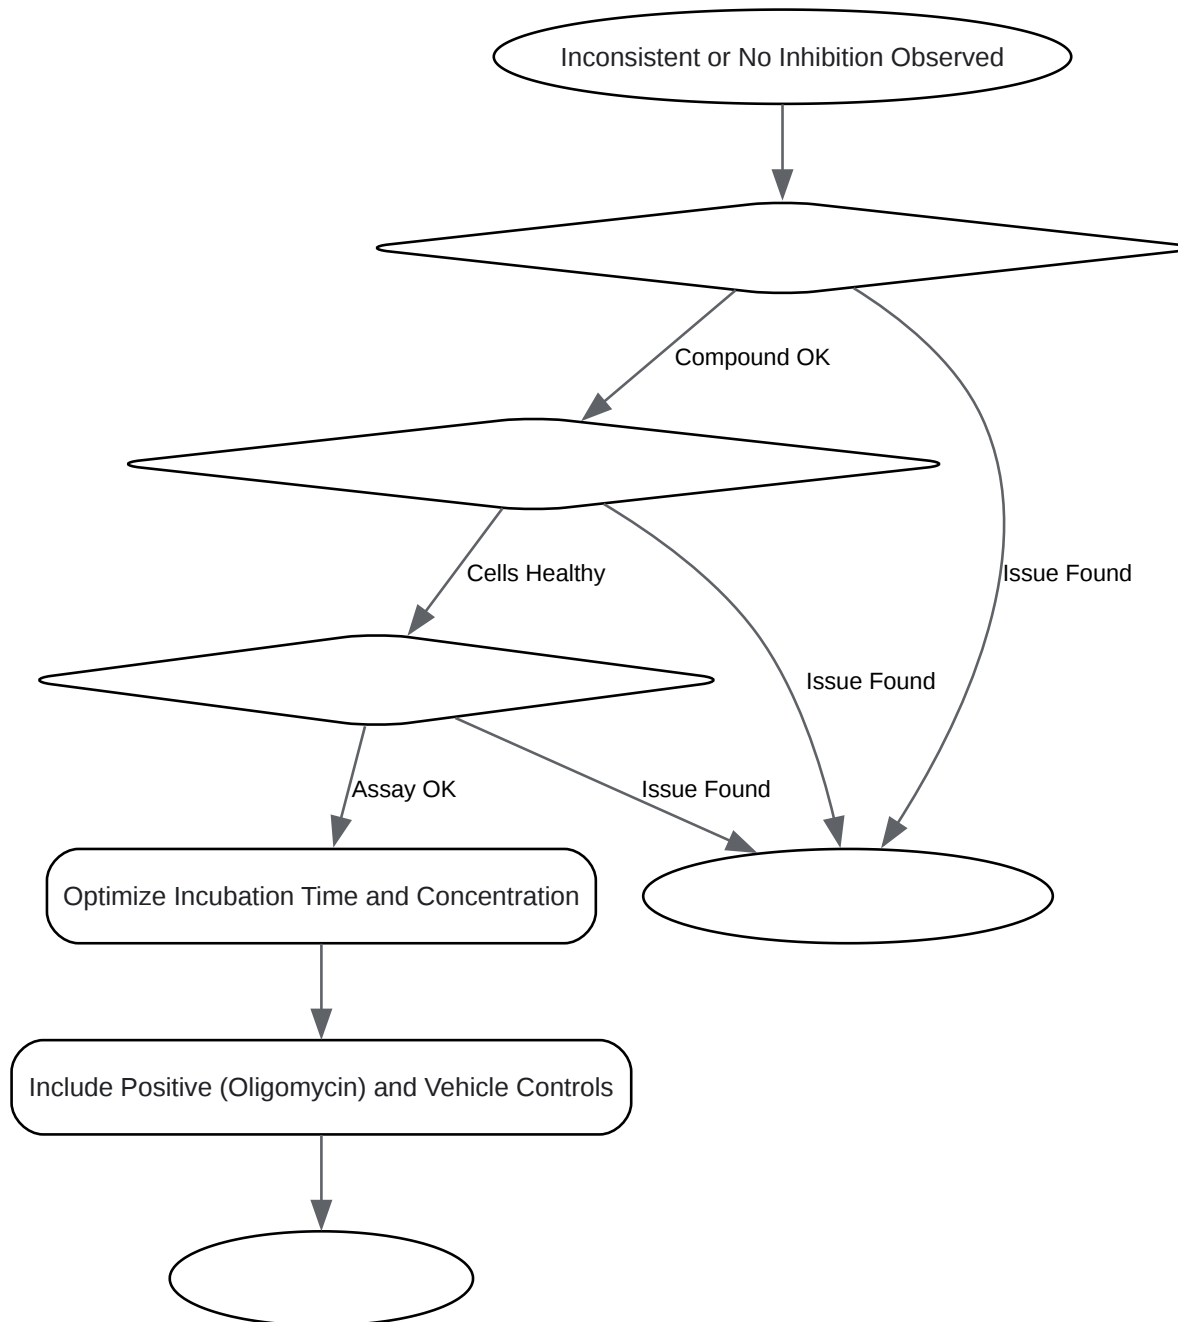 Inconsistent or No Inhibition Observed
Compound OK
Cells Healthy
Issue Found
Issue Found
Assay OK
Issue Found
Optimize Incubation Time and Concentration
Include Positive (Oligomycin) and Vehicle Controls